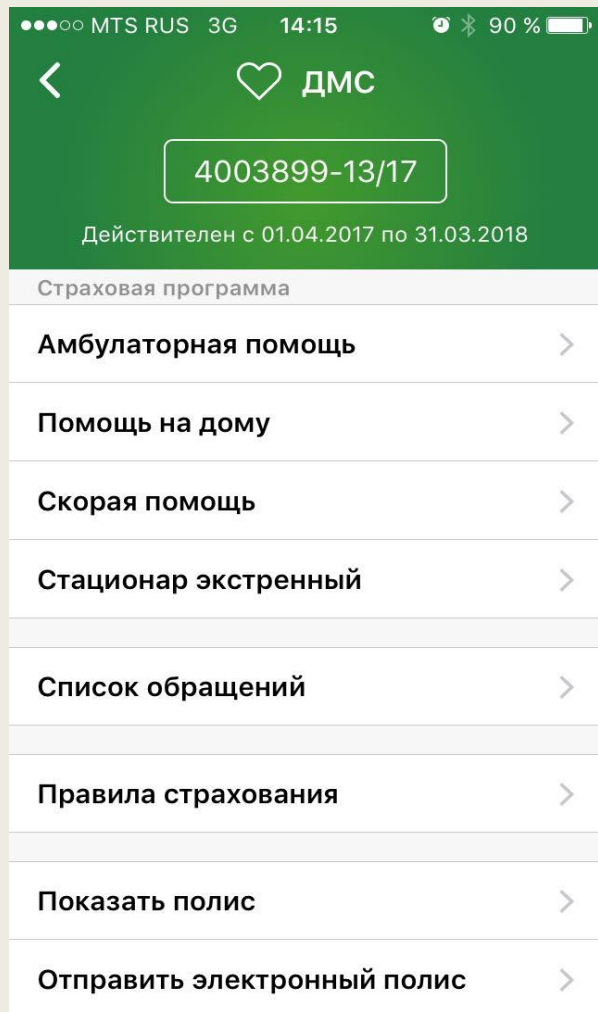 MTS RUS 3G 14:15 90 %
ДМС
4003899-13/17
Действителен с 01.04.2017 по 31.03.2018
Страховая программа
Амбулаторная помощь
Помощь на дому
Скорая помощь
Стационар экстренный
Список обращений
Правила страхования
Показать полис
Отправить электронный полис